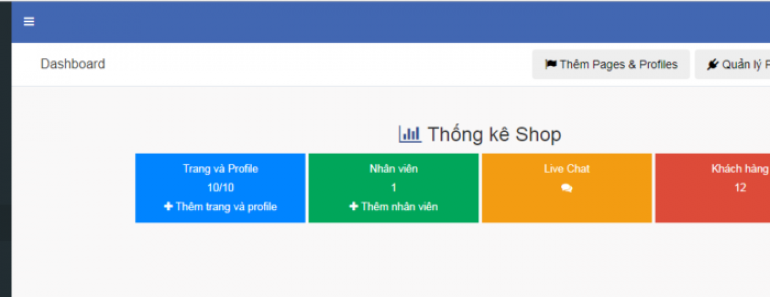 Dashboard
Thêm Pages & Profiles
Quản lý
Thống kê Shop
Trang và Profile
10/10
+ Thêm trang và profile
Nhân viên
1
+ Thêm nhân viên
Live Chat
Khách hàng
12